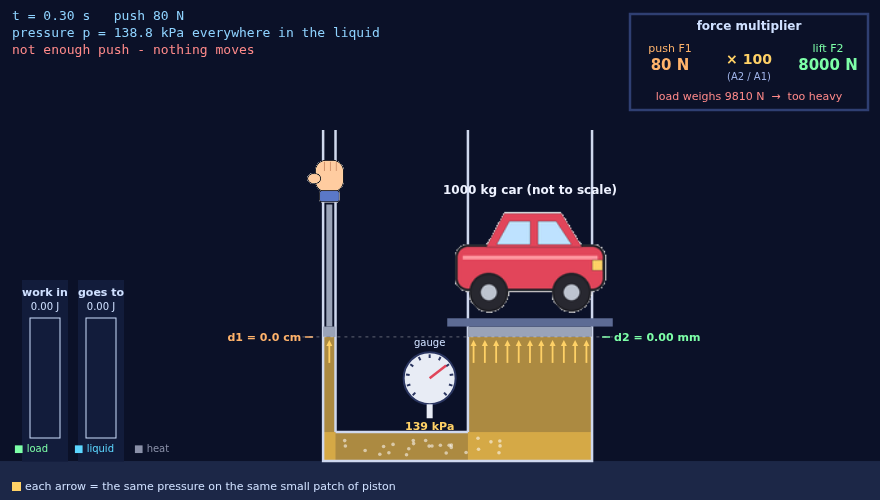 t = 0.30 s   push 80 N
pressure p = 138.8 kPa everywhere in the liquid
not enough push - nothing moves
force multiplier
push F1
80 N
× 100
(A2 / A1)
lift F2
8000 N
load weighs 9810 N → too heavy
1000 kg car (not to scale)
work in
0.00 J
goes to
0.00 J
d1 = 0.0 cm
gauge
d2 = 0.00 mm
139 kPa
load
liquid
heat
each arrow = the same pressure on the same small patch of piston